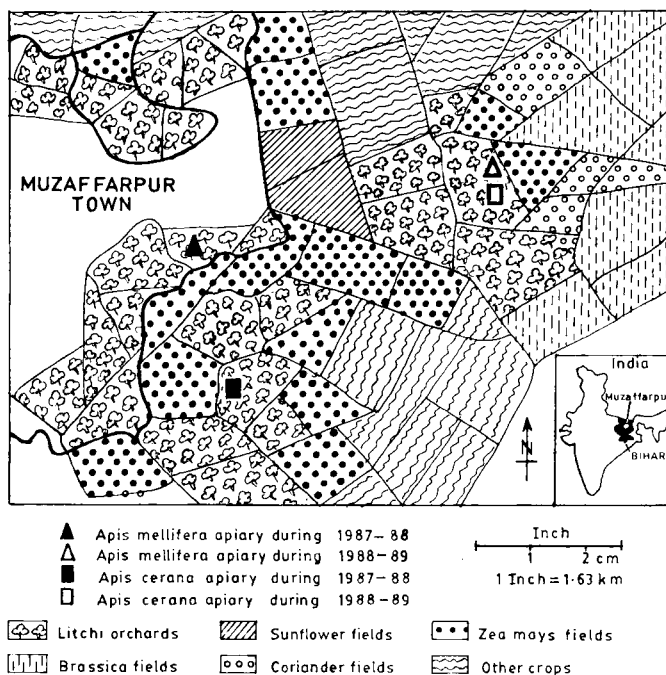 MUZAFFARPUR
TOWN
N
India
Muzaffarpur
BIHAR
▲ Apis mellifera apiary during 1987-88
△ Apis mellifera apiary during 1988-89
■ Apis cerana apiary during 1987-88
□ Apis cerana apiary during 1988-89
Inch
1 2 cm
1 Inch = 1·63 km
Litchi orchards Sunflower fields Zea mays fields
Brassica fields Coriander fields Other crops